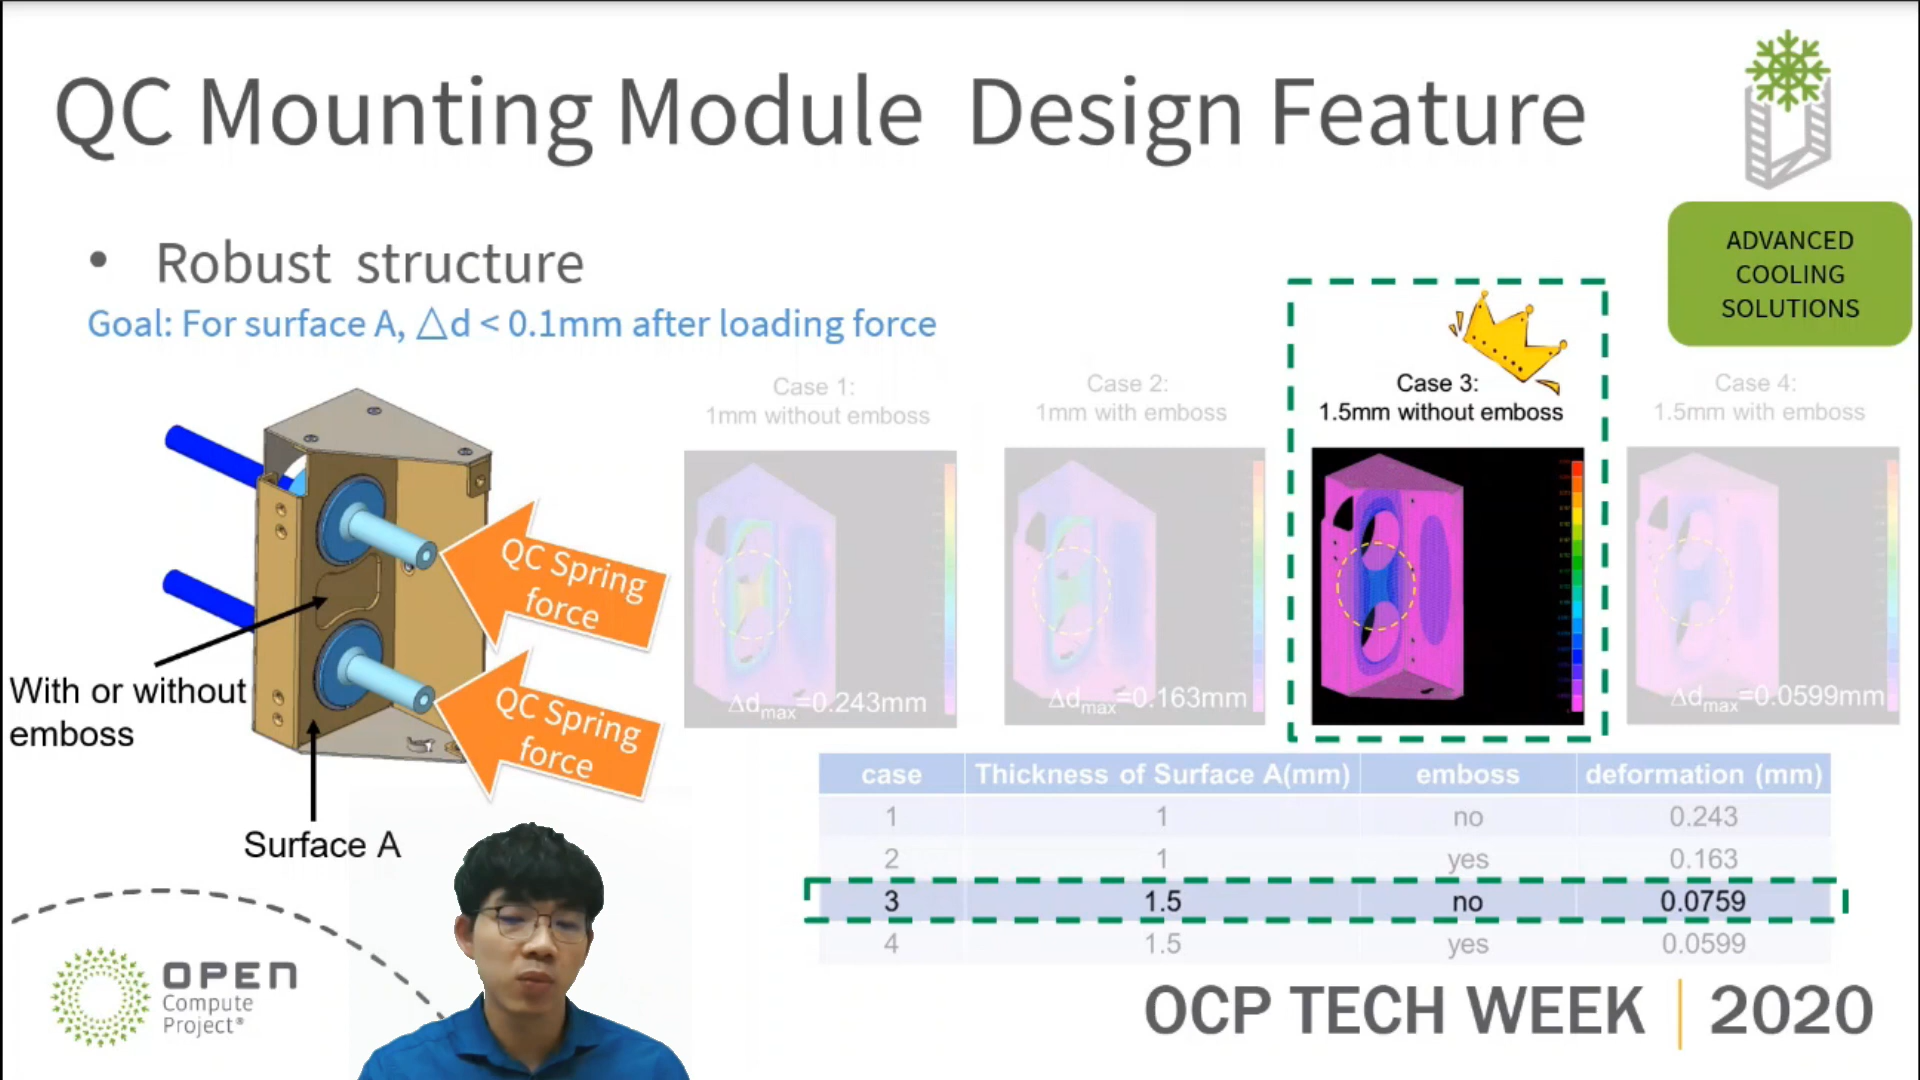 QC Mounting Module Design Feature
ADVANCED
COOLING
SOLUTIONS
• Robust structure
Goal: For surface A, △d < 0.1mm after loading force
QC Spring
force
QC Spring
force
With or without
emboss
Surface A
Case 1:
1mm without emboss
Δdmax=0.243mm
Case 2:
1mm with emboss
Δdmax=0.163mm
Case 3:
1.5mm without emboss
Case 4:
1.5mm with emboss
Δdmax=0.0599mm
case Thickness of Surface A(mm) emboss deformation (mm)
1 1 no 0.243
2 1 yes 0.163
3 1.5 no 0.0759
4 1.5 yes 0.0599
OPEN
Compute
Project®
OCP TECH WEEK | 2020